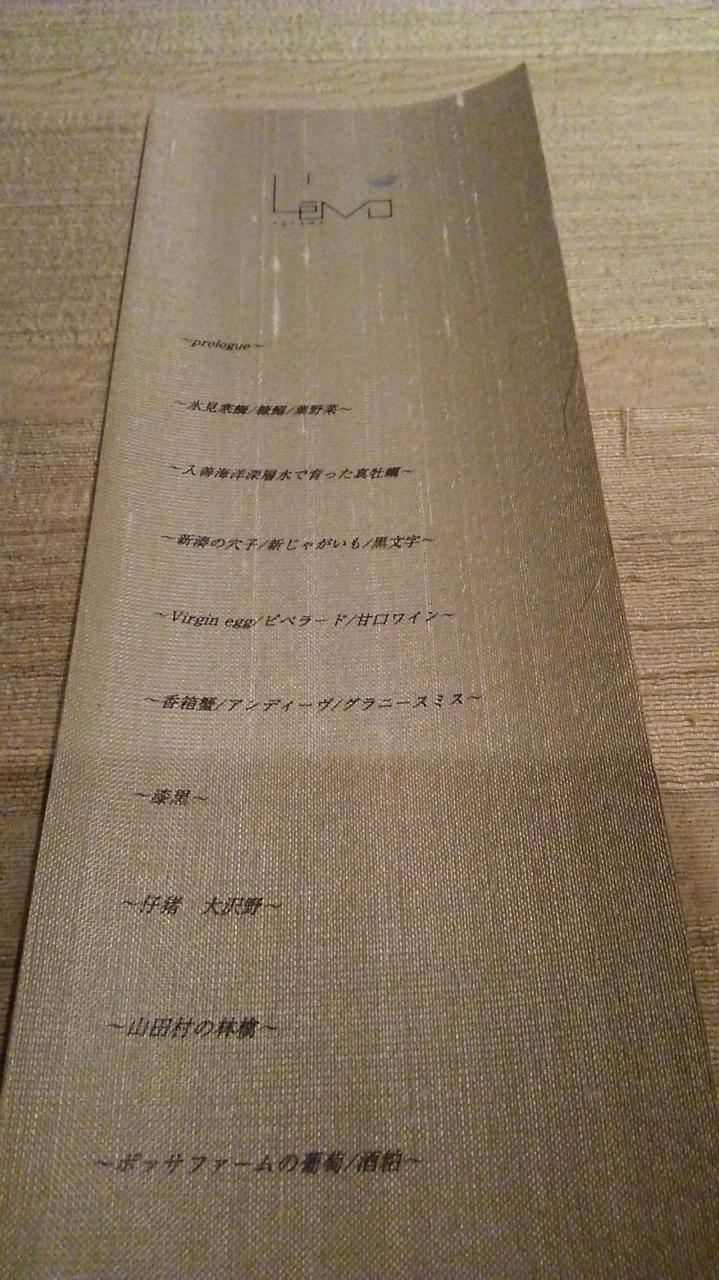 L'évo
~prologue~
~氷見寒鰤/葉野菜~
~入善海洋深層水で育った真牡蠣~
~新湊の穴子/新じゃがいも/黒文字~
~Virgin egg/ピペラード/甘口ワイン~
~香箱蟹/アンディーヴ/グラニースミス~
~漆黒~
~仔猪 大沢野~
~山田村の林檎~
~ボッサファームの葡萄/酒粕~